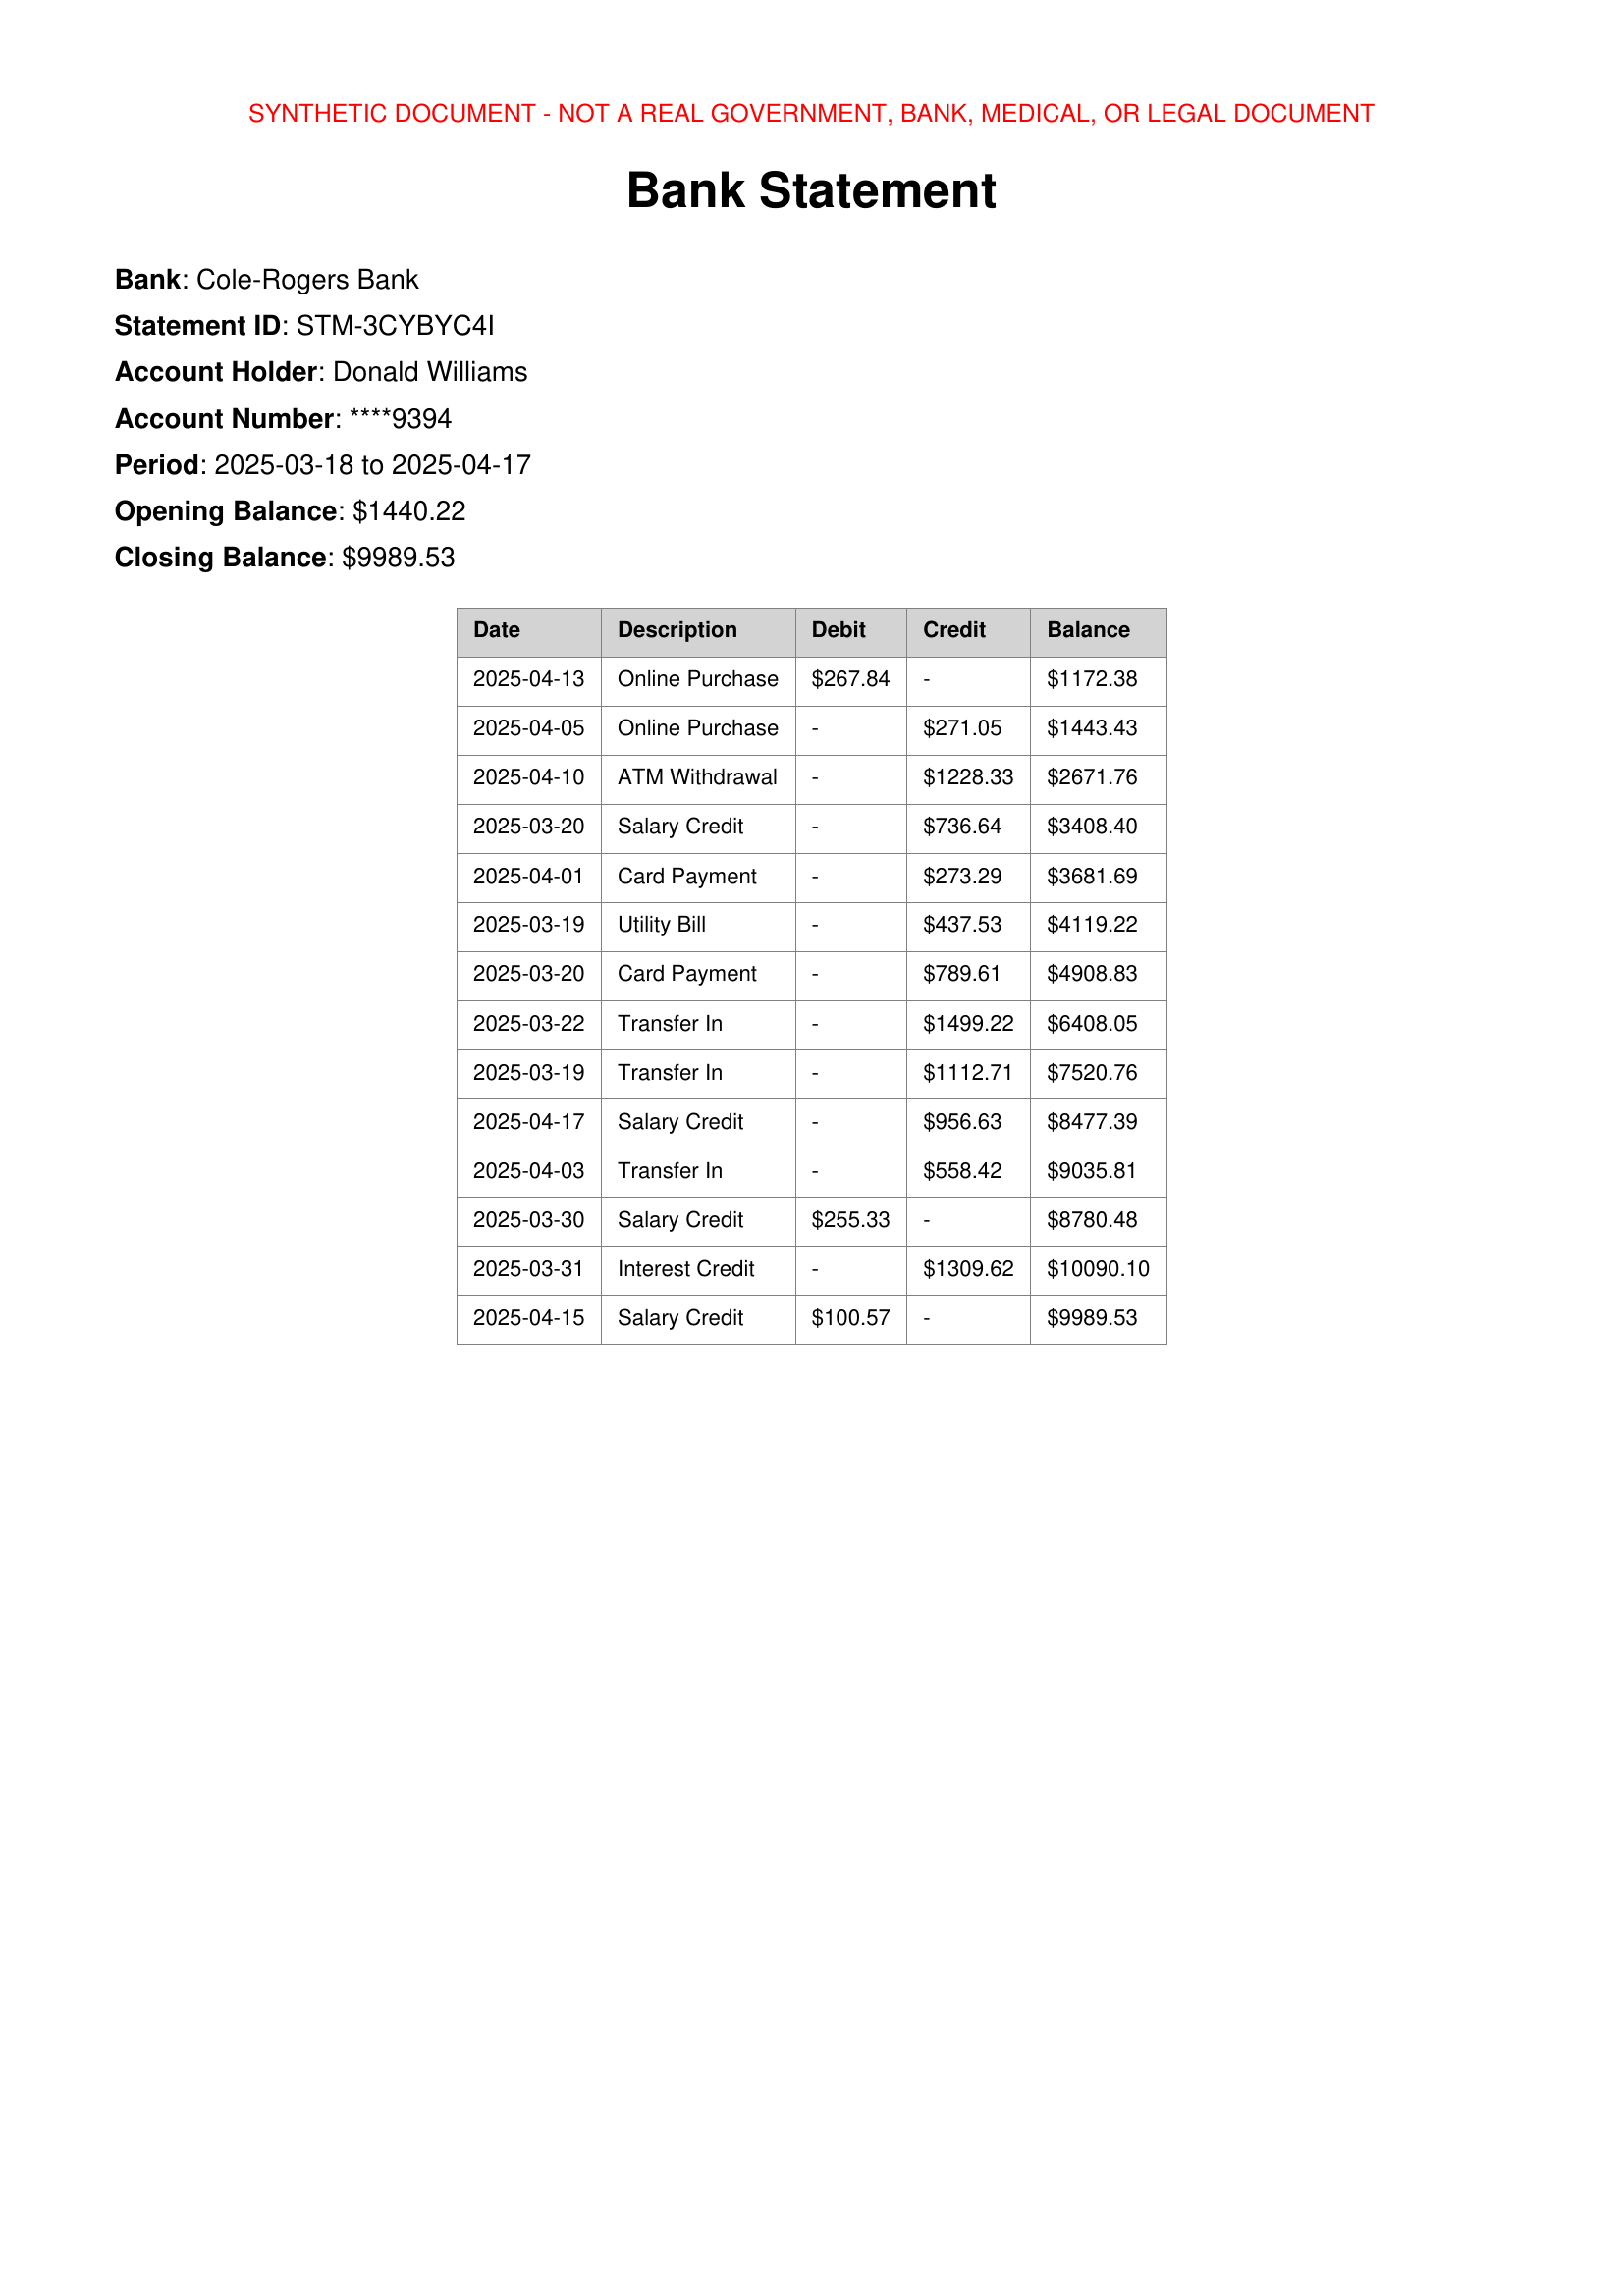 SYNTHETIC DOCUMENT - NOT A REAL GOVERNMENT, BANK, MEDICAL, OR LEGAL DOCUMENT
Bank Statement
Bank: Cole-Rogers Bank
Statement ID: STM-3CYBYC4I
Account Holder: Donald Williams
Account Number: ****9394
Period: 2025-03-18 to 2025-04-17
Opening Balance: $1440.22
Closing Balance: $9989.53
Date Description Debit Credit Balance
2025-04-13 Online Purchase $267.84 - $1172.38
2025-04-05 Online Purchase - $271.05 $1443.43
2025-04-10 ATM Withdrawal - $1228.33 $2671.76
2025-03-20 Salary Credit - $736.64 $3408.40
2025-04-01 Card Payment - $273.29 $3681.69
2025-03-19 Utility Bill - $437.53 $4119.22
2025-03-20 Card Payment - $789.61 $4908.83
2025-03-22 Transfer In - $1499.22 $6408.05
2025-03-19 Transfer In - $1112.71 $7520.76
2025-04-17 Salary Credit - $956.63 $8477.39
2025-04-03 Transfer In - $558.42 $9035.81
2025-03-30 Salary Credit $255.33 - $8780.48
2025-03-31 Interest Credit - $1309.62 $10090.10
2025-04-15 Salary Credit $100.57 - $9989.53